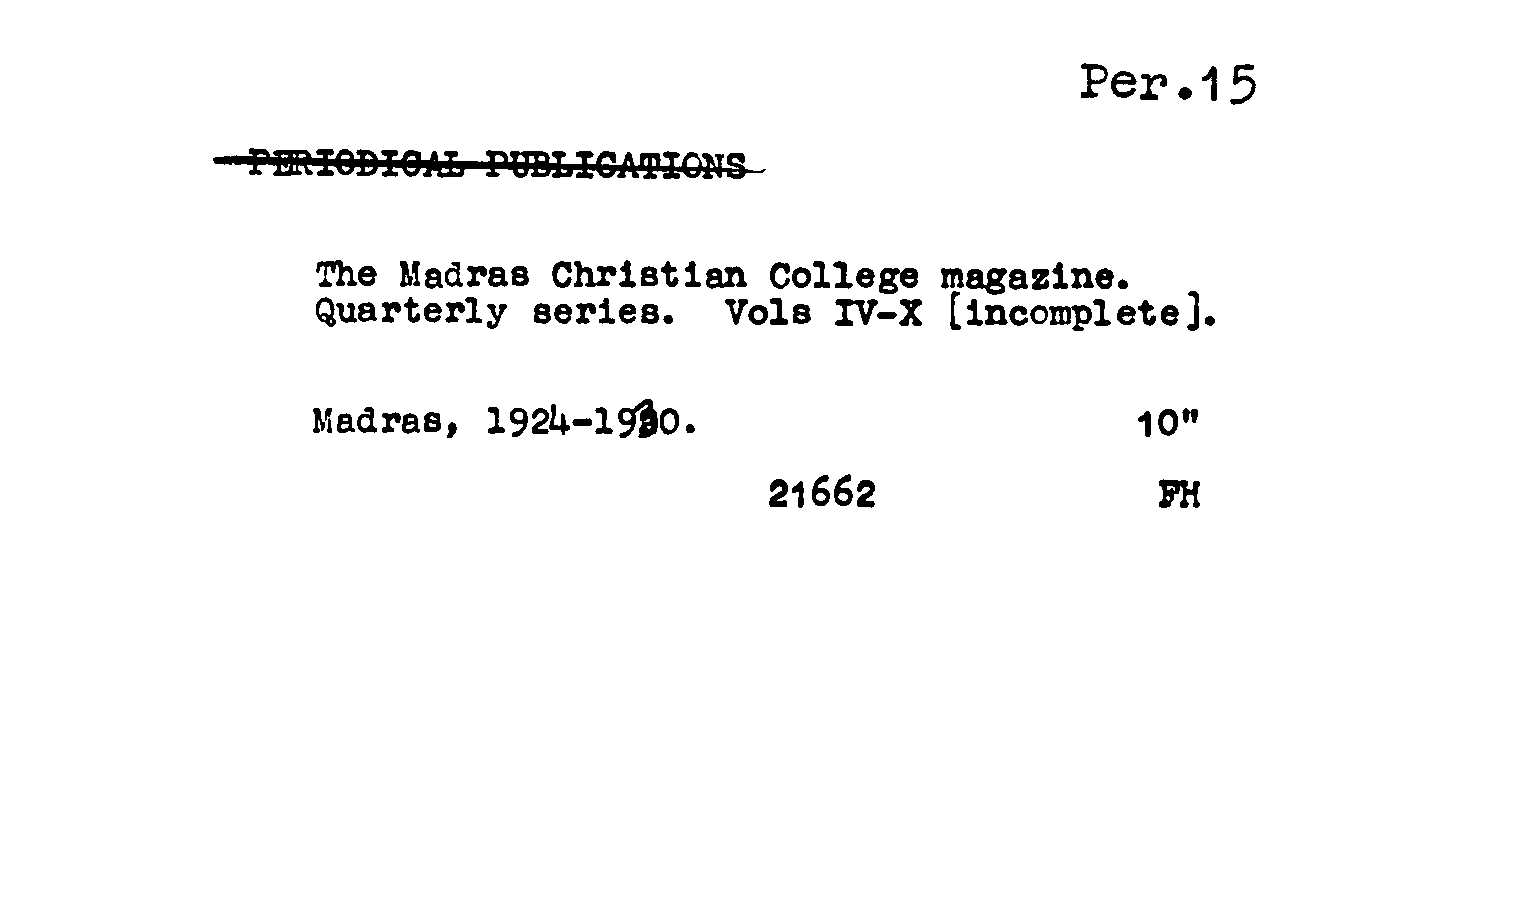 Per.15
PERIODICAL PUBLICATIONS
The Madras Christian College magazine.
Quarterly series. Vols IV-X [incomplete].
Madras, 1924-1930. 10"
21662 FH